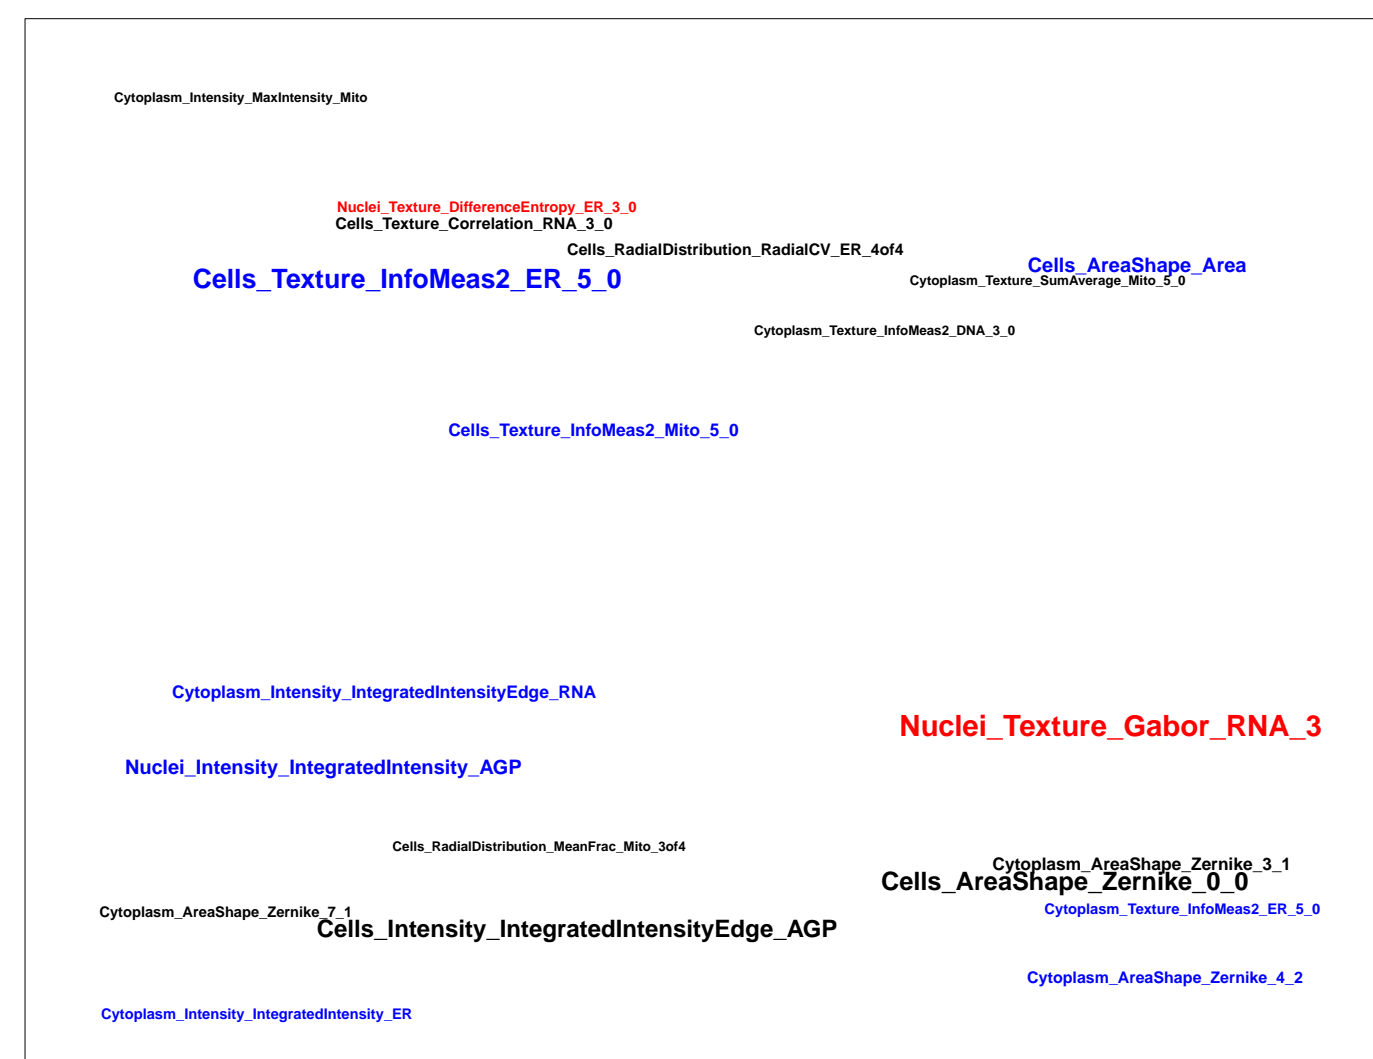 Cytoplasm_Intensity_MaxIntensity_Mito
Nuclei_Texture_DifferenceEntropy_ER_3_0
Cells_Texture_Correlation_RNA_3_0
Cells_RadialDistribution_RadialCV_ER_4of4
Cells_AreaShape_Area
Cells_Texture_InfoMeas2_ER_5_0
Cytoplasm_Texture_SumAverage_Mito_5_0
Cytoplasm_Texture_InfoMeas2_DNA_3_0
Cells_Texture_InfoMeas2_Mito_5_0
Cytoplasm_Intensity_IntegratedIntensityEdge_RNA
Nuclei_Texture_Gabor_RNA_3
Nuclei_Intensity_IntegratedIntensity_AGP
Cells_RadialDistribution_MeanFrac_Mito_3of4
Cytoplasm_AreaShape_Zernike_3_1
Cells_AreaShape_Zernike_0_0
Cytoplasm_AreaShape_Zernike_7_1
Cytoplasm_Texture_InfoMeas2_ER_5_0
Cells_Intensity_IntegratedIntensityEdge_AGP
Cytoplasm_AreaShape_Zernike_4_2
Cytoplasm_Intensity_IntegratedIntensity_ER